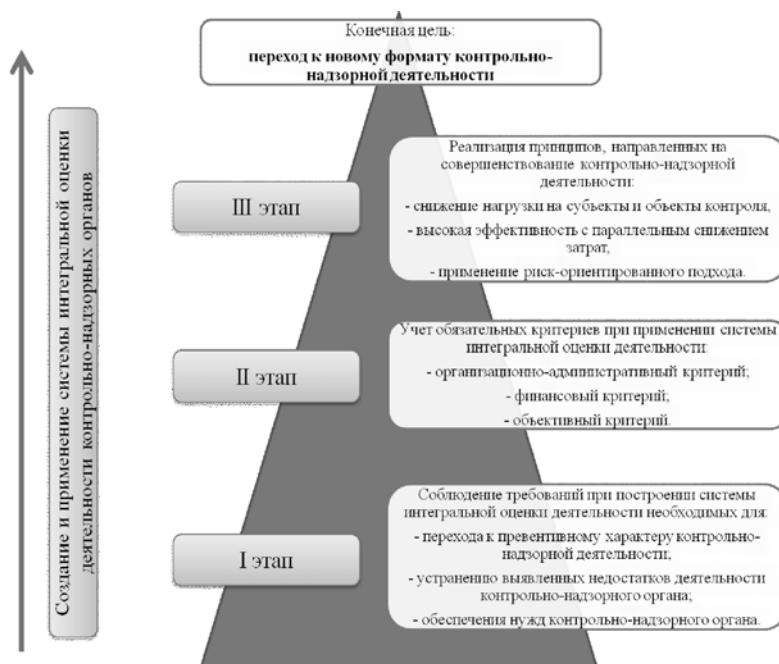 Конечная цель:
переход к новому формату контрольно-
надзорной деятельности
Создание и применение системы интегральной оценки
деятельности контрольно-надзорных органов
III этап
Реализация принципов, направленных на
совершенствование контрольно-надзорной
деятельности:
- снижение нагрузки на субъекты и объекты контроля,
- высокая эффективность с параллельным снижением
затрат,
- применение риск-ориентированного подхода.
II этап
Учет обязательных критериев при применении системы
интегральной оценки деятельности:
- организационно-административный критерий;
- финансовый критерий;
- объективный критерий.
I этап
Соблюдение требований при построении системы
интегральной оценки деятельности необходимых для:
- перехода к превентивному характеру контрольно-
надзорной деятельности;
- устранению выявленных недостатков деятельности
контрольно-надзорного органа;
- обеспечения нужд контрольно-надзорного органа.